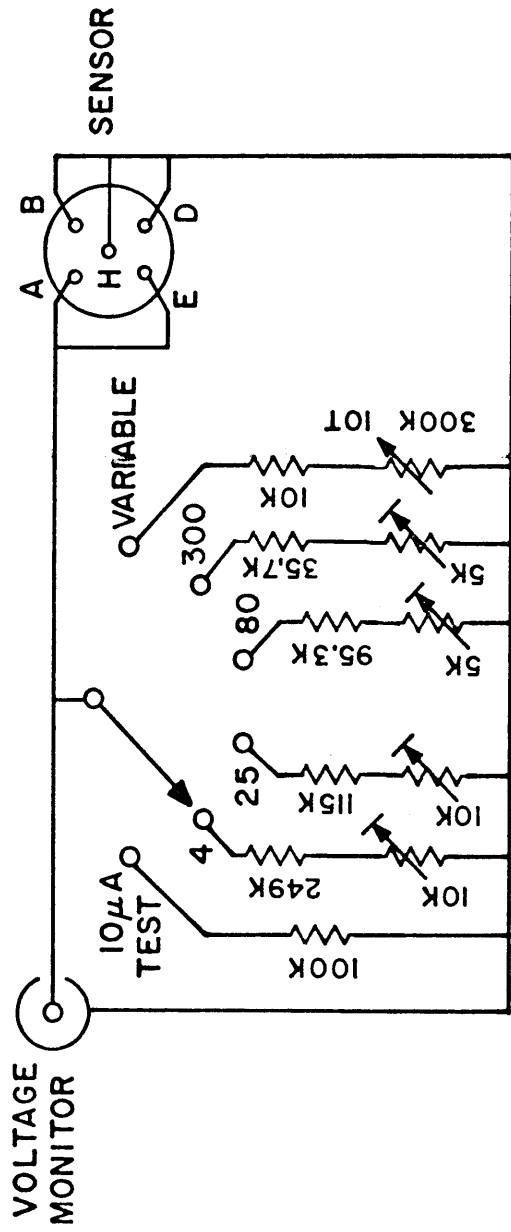 VOLTAGE
MONITOR
10μA
TEST
100K
4
249K
10K
25
115K
10K
80
95.3K
5K
300
35.7K
5K
VARIABLE
10K
300K 10T
A
B
H
E
D
SENSOR